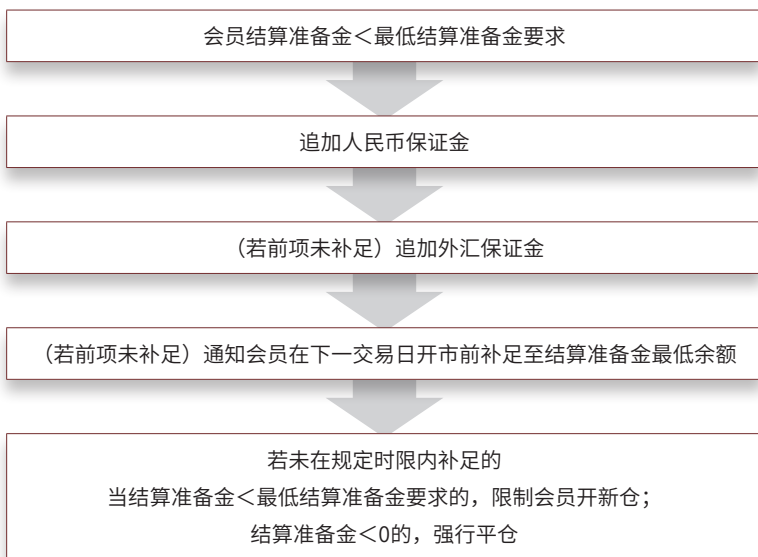 会员结算准备金＜最低结算准备金要求
追加人民币保证金
（若前项未补足）追加外汇保证金
（若前项未补足）通知会员在下一交易日开市前补足至结算准备金最低余额
若未在规定时限内补足的
当结算准备金＜最低结算准备金要求的，限制会员开新仓；
结算准备金＜0的，强行平仓